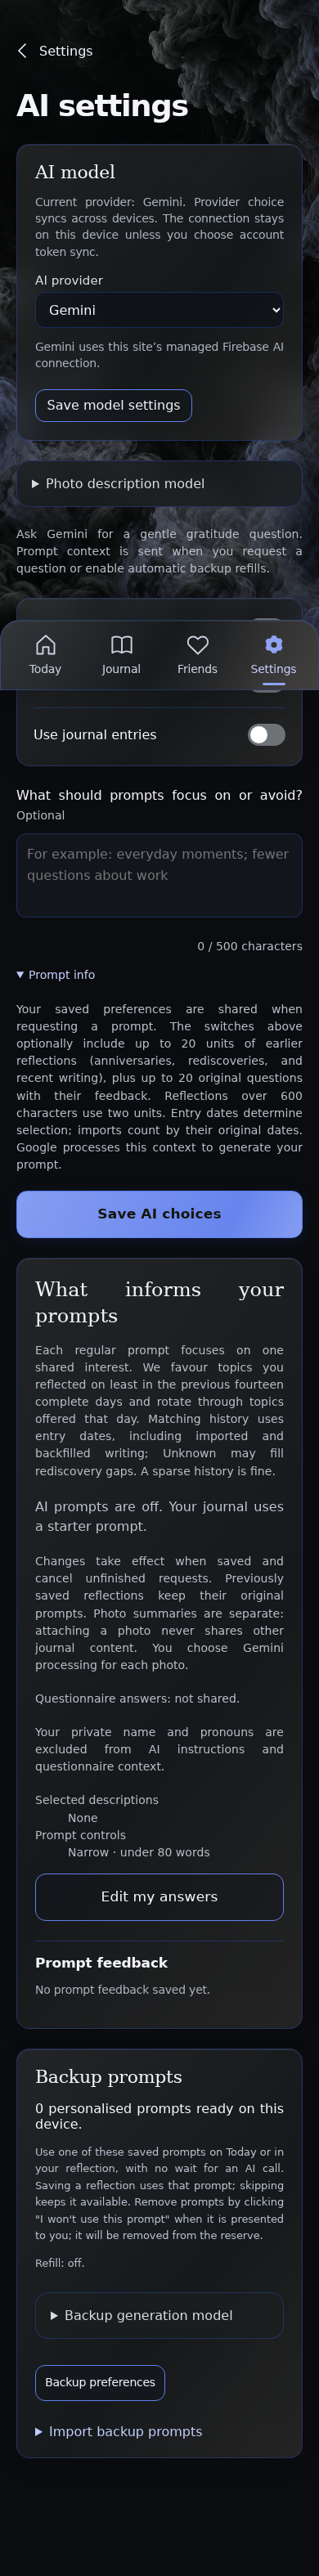 Settings
AI settings
AI model
Current provider: Gemini. Provider choice
syncs across devices. The connection stays
on this device unless you choose account
token sync.
AI provider
Gemini
Gemini uses this site’s managed Firebase AI
connection.
Save model settings
Photo description model
Ask Gemini for a gentle gratitude question.
Prompt context is sent when you request a
question or enable automatic backup refills.
Today
Journal
Friends
Settings
Use journal entries
What should prompts focus on or avoid?
Optional
For example: everyday moments; fewer
questions about work
0 / 500 characters
Prompt info
Your saved preferences are shared when
requesting a prompt. The switches above
optionally include up to 20 units of earlier
reflections (anniversaries, rediscoveries, and
recent writing), plus up to 20 original questions
with their feedback. Reflections over 600
characters use two units. Entry dates determine
selection; imports count by their original dates.
Google processes this context to generate your
prompt.
Save AI choices
What informs your
prompts
Each regular prompt focuses on one
shared interest. We favour topics you
reflected on least in the previous fourteen
complete days and rotate through topics
offered that day. Matching history uses
entry dates, including imported and
backfilled writing; Unknown may fill
rediscovery gaps. A sparse history is fine.
AI prompts are off. Your journal uses
a starter prompt.
Changes take effect when saved and
cancel unfinished requests. Previously
saved reflections keep their original
prompts. Photo summaries are separate:
attaching a photo never shares other
journal content. You choose Gemini
processing for each photo.
Questionnaire answers: not shared.
Your private name and pronouns are
excluded from AI instructions and
questionnaire context.
Selected descriptions
None
Prompt controls
Narrow · under 80 words
Edit my answers
Prompt feedback
No prompt feedback saved yet.
Backup prompts
0 personalised prompts ready on this
device.
Use one of these saved prompts on Today or in
your reflection, with no wait for an AI call.
Saving a reflection uses that prompt; skipping
keeps it available. Remove prompts by clicking
"I won't use this prompt" when it is presented
to you; it will be removed from the reserve.
Refill: off.
Backup generation model
Backup preferences
Import backup prompts